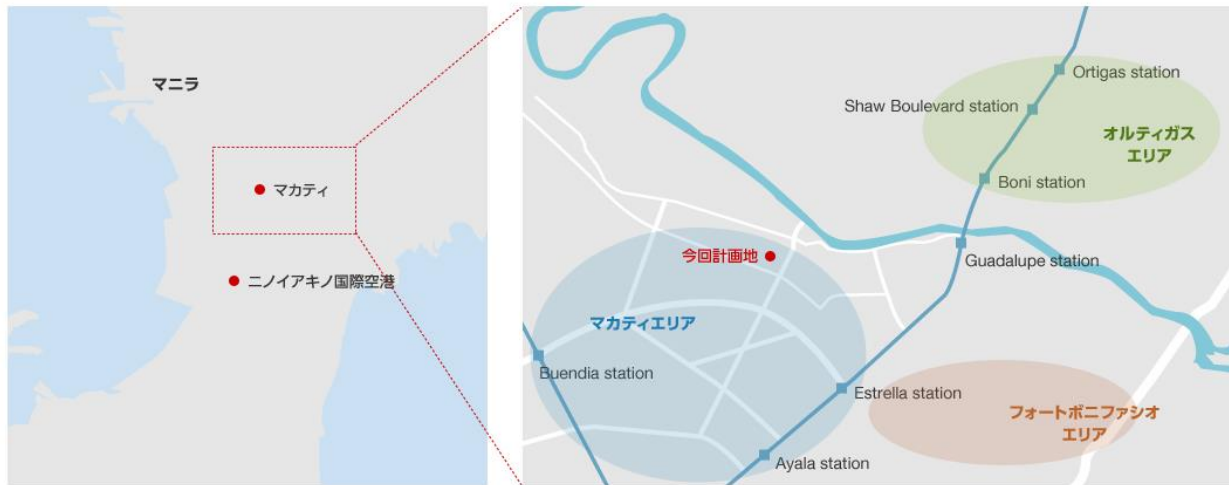 マニラ
マカティ
ニノイアキノ国際空港
Ortigas station
Shaw Boulevard station
オルティガス
エリア
Boni station
今回計画地
Guadalupe station
マカティエリア
Buendia station
Estrella station
フォートボニファシオ
エリア
Ayala station